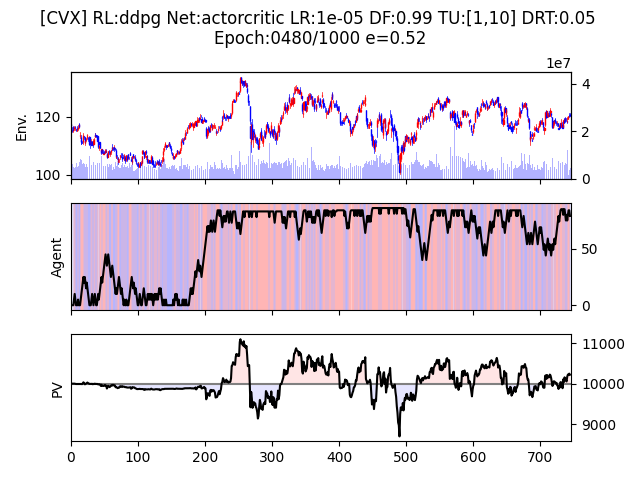 [CVX] RL:ddpg Net:actorcritic LR:1e-05 DF:0.99 TU:[1,10] DRT:0.05
Epoch:0480/1000 e=0.52
1e7
Env.
120
100
4
2
0
Agent
50
0
PV
11000
10000
9000
0 100 200 300 400 500 600 700